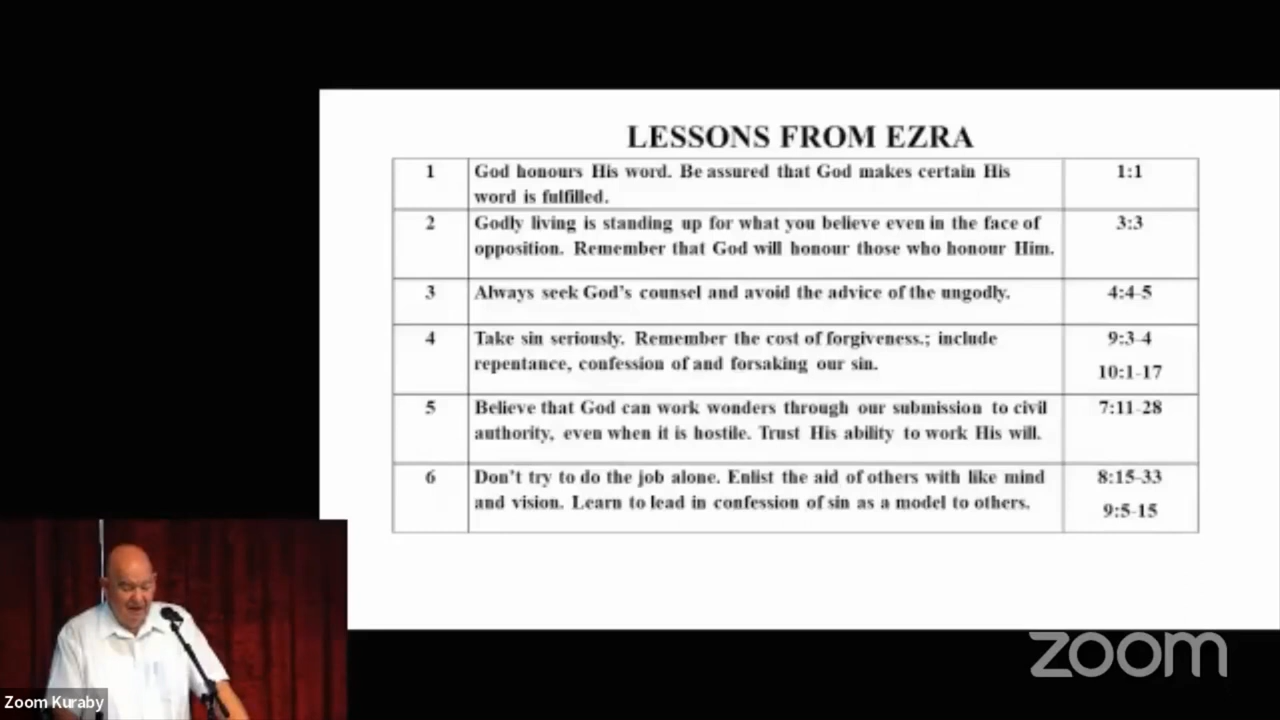 LESSONS FROM EZRA
1 God honours His word. Be assured that God makes certain His 1:1
word is fulfilled.
2 Godly living is standing up for what you believe even in the face of 3:3
opposition. Remember that God will honour those who honour Him.
3 Always seek God's counsel and avoid the advice of the ungodly. 4:4-5
4 Take sin seriously. Remember the cost of forgiveness.; include 9:3-4
repentance, confession of and forsaking our sin. 10:1-17
5 Believe that God can work wonders through our submission to civil 7:11-28
authority, even when it is hostile. Trust His ability to work His will.
6 Don't try to do the job alone. Enlist the aid of others with like mind 8:15-33
and vision. Learn to lead in confession of sin as a model to others. 9:5-15
zoom
Zoom Kuraby